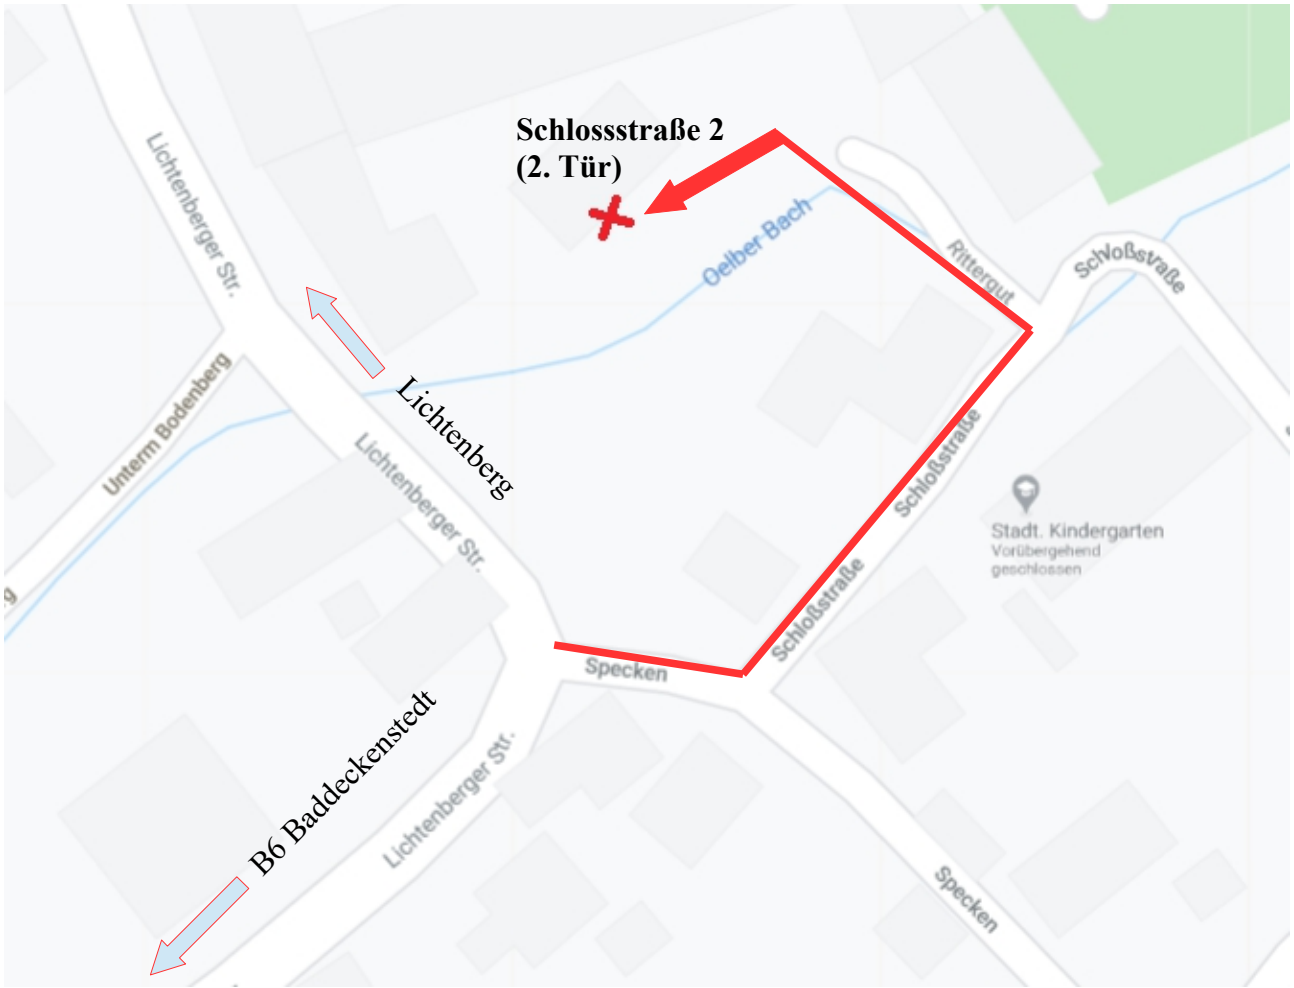 Schlossstraße 2
(2. Tür)
Lichtenberger Str.
Oelber Bach
Rittergut
Schloßstraße
Unterm Bodenberg
Lichtenberg
Lichtenberger Str.
Schloßstraße
Stadt. Kindergarten
Vorübergehend
geschlossen
g
Schloßstraße
Specken
B6 Baddeckenstedt
Lichtenberger Str.
Specken